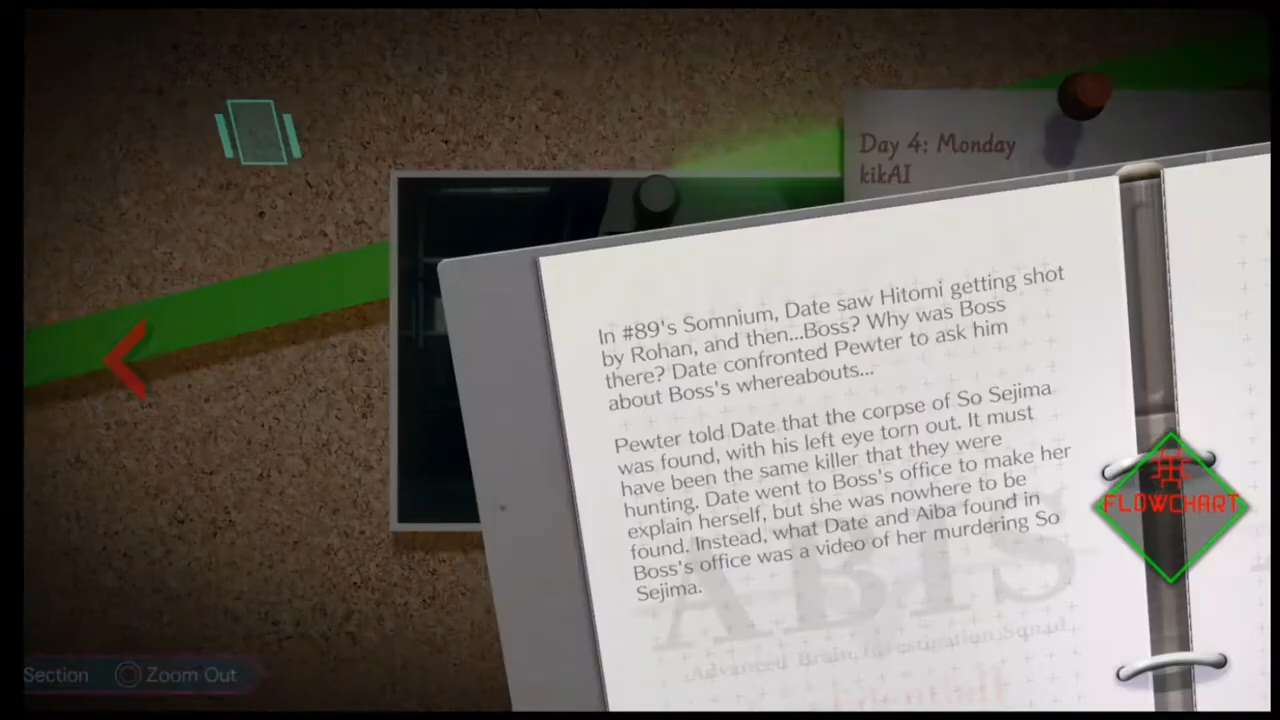 Day 4: Monday
kikAI
In #89's Somnium, Date saw Hitomi getting shot
by Rohan, and then...Boss? Why was Boss
there? Date confronted Pewter to ask him
about Boss's whereabouts...
Pewter told Date that the corpse of So Sejima
was found, with his left eye torn out. It must
have been the same killer that they were
hunting. Date went to Boss's office to make her
explain herself, but she was nowhere to be
found. Instead, what Date and Aiba found in
Boss's office was a video of her murdering So
Sejima.
ABIS
Advanced Brain Investigation Squad
FLOWCHART
Section
Zoom Out